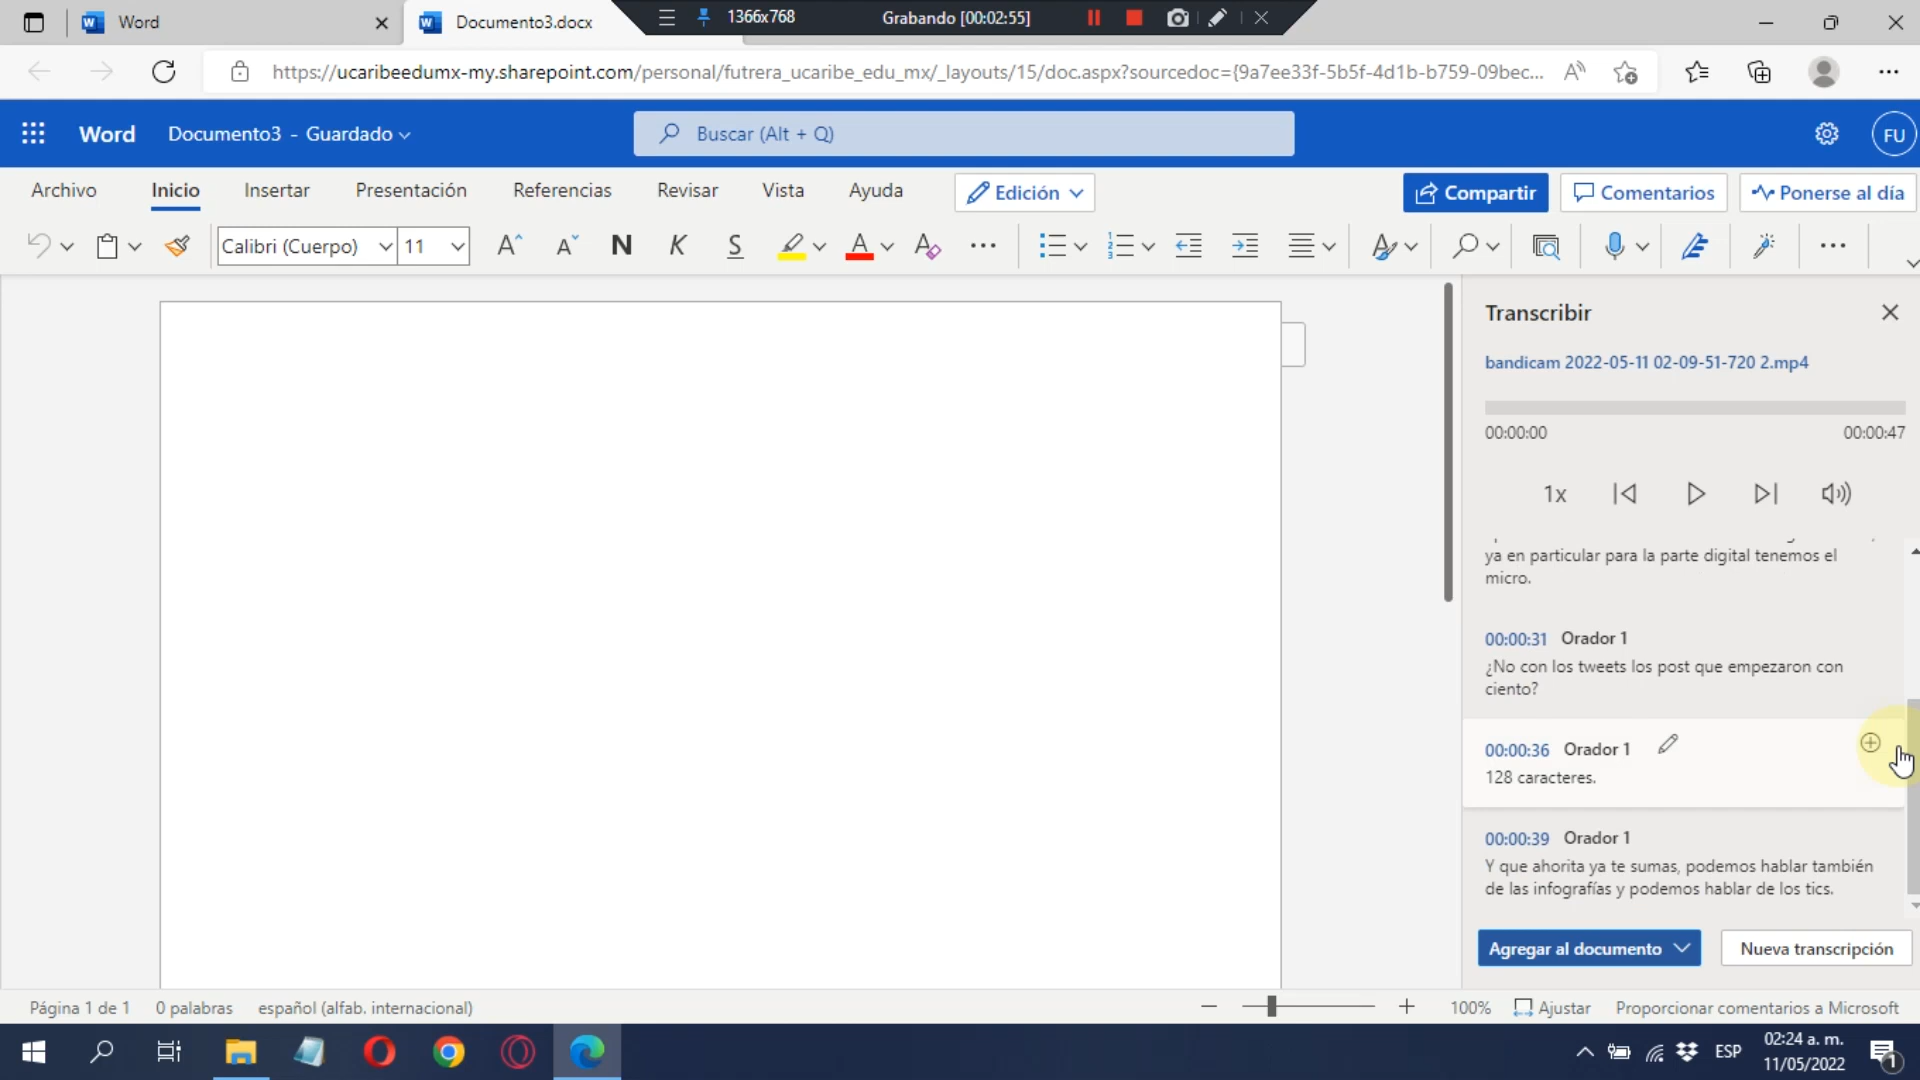 Word
Documento3.docx
1366x768
Grabando [00:02:55]
https://ucaribeedumx-my.sharepoint.com/personal/futrera_ucaribe_edu_mx/_layouts/15/doc.aspx?sourcedoc={9a7ee33f-5b5f-4d1b-b759-09bec...
Word
Documento3 - Guardado
Buscar (Alt + Q)
FU
Archivo
Inicio
Insertar
Presentación
Referencias
Revisar
Vista
Ayuda
Edición
Compartir
Comentarios
Ponerse al día
Calibri (Cuerpo)
11
N
K
S
Transcribir
bandicam 2022-05-11 02-09-51-720 2.mp4
00:00:00
00:00:47
1x
ya en particular para la parte digital tenemos el
micro.
00:00:31 Orador 1
¿No con los tweets los post que empezaron con
ciento?
00:00:36 Orador 1
128 caracteres.
00:00:39 Orador 1
Y que ahorita ya te sumas, podemos hablar también
de las infografías y podemos hablar de los tics.
Agregar al documento
Nueva transcripción
Página 1 de 1
0 palabras
español (alfab. internacional)
100%
Ajustar
Proporcionar comentarios a Microsoft
ESP
02:24 a. m.
11/05/2022
1